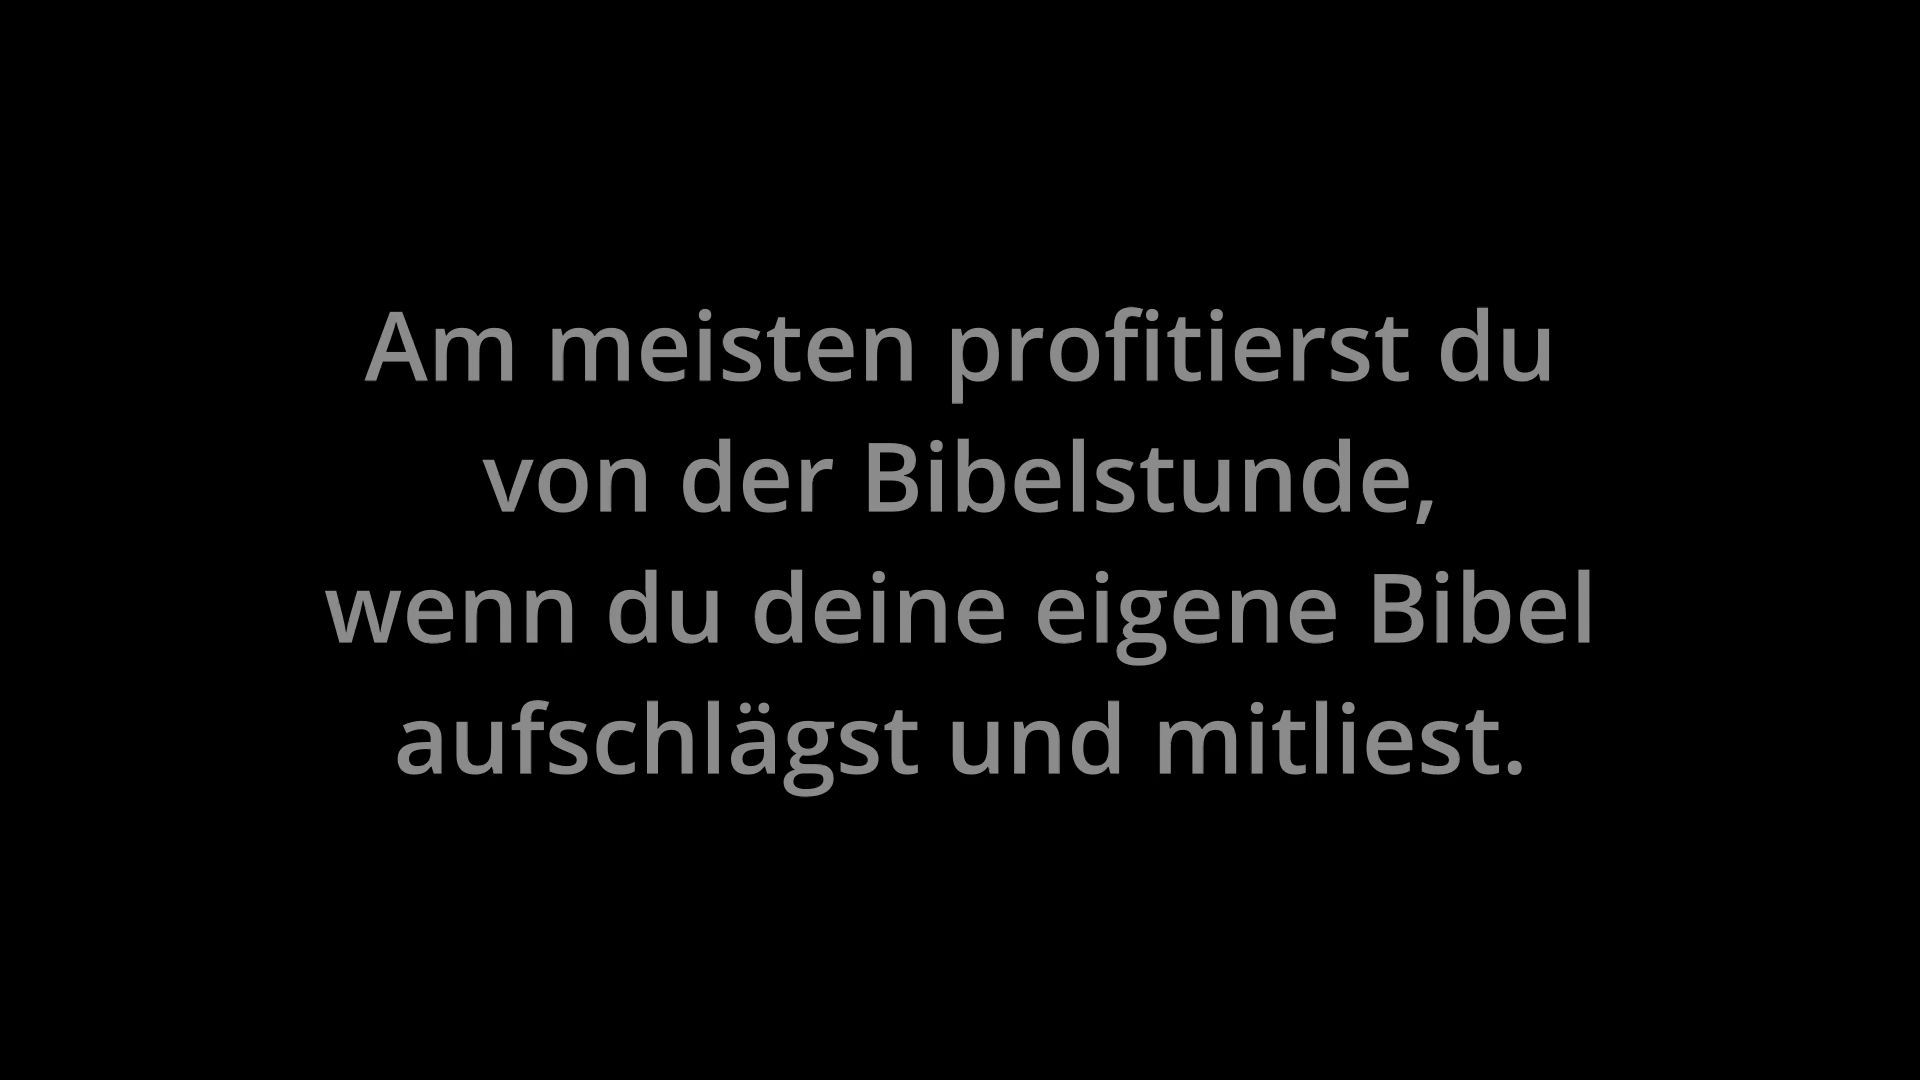 Am meisten profitierst du
von der Bibelstunde,
wenn du deine eigene Bibel
aufschlägst und mitliest.